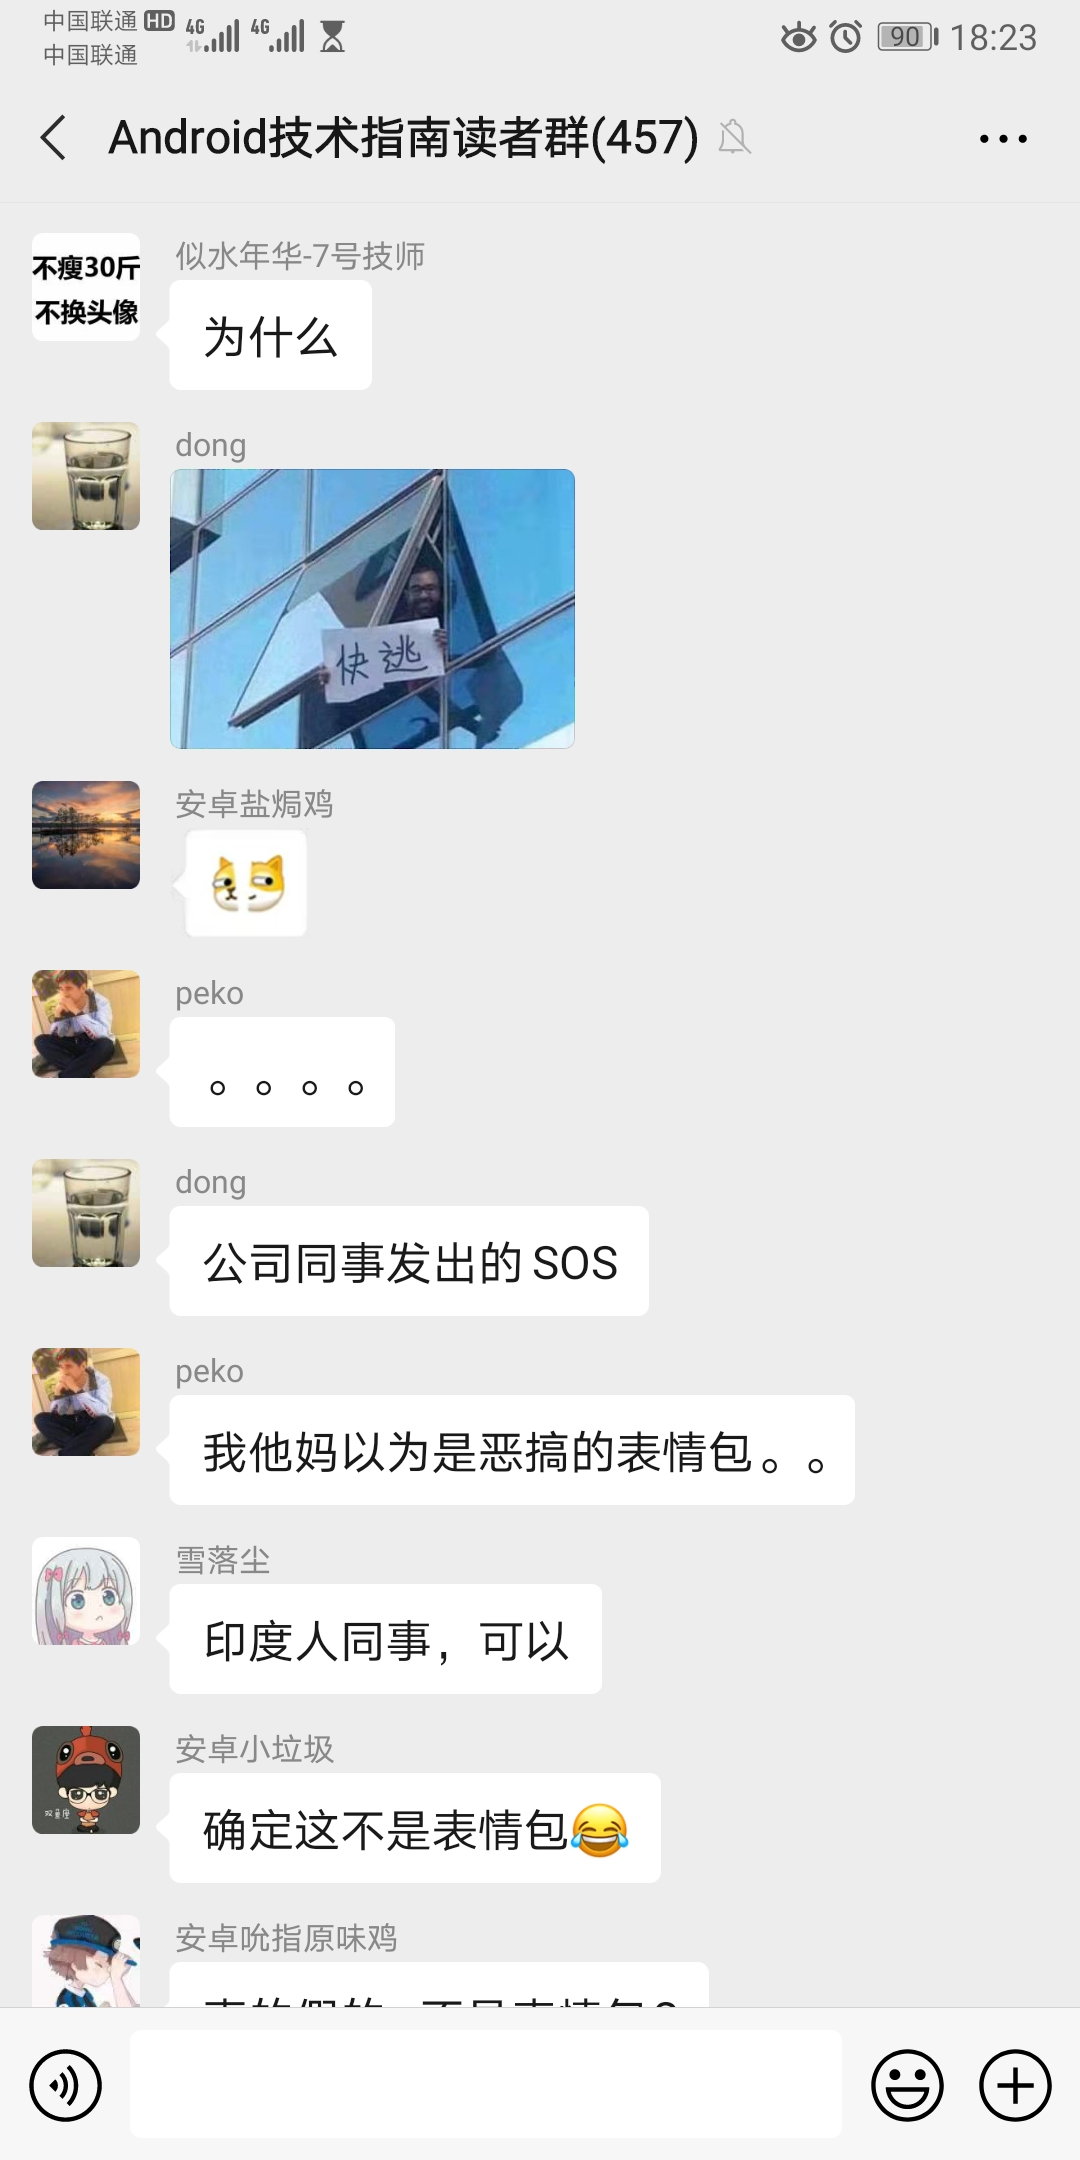 中国联通 HD 4G 4G 90 18:23
中国联通
Android技术指南读者群(457)
不瘦30斤
不换头像
似水年华-7号技师
为什么
dong
快逃
安卓盐焗鸡
peko
。。。。
dong
公司同事发出的SOS
peko
我他妈以为是恶搞的表情包。。
雪落尘
印度人同事，可以
安卓小垃圾
双鱼座
确定这不是表情包😂
安卓吮指原味鸡